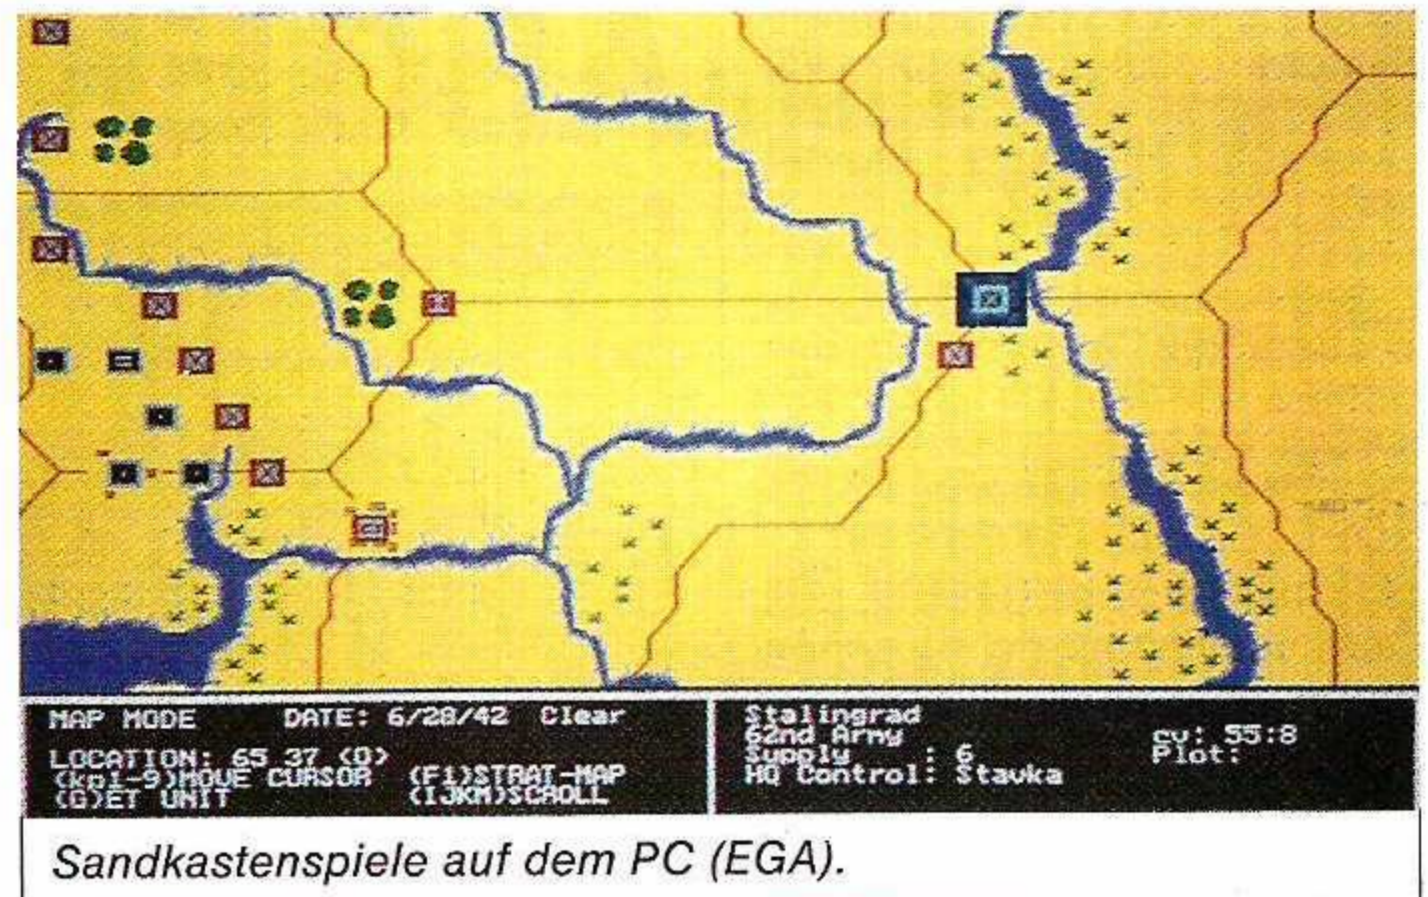 MAP MODE DATE: 6/28/42 Clear
LOCATION: 65 37 (0)
(kp1-9)MOVE CURSOR (F1)STRAT-MAP
(G)ET UNIT (IJKM)SCROLL
Stalingrad
62nd Army cv: 55:8
Supply : 6 Plot:
HQ Control: Stavka
Sandkastenspiele auf dem PC (EGA).